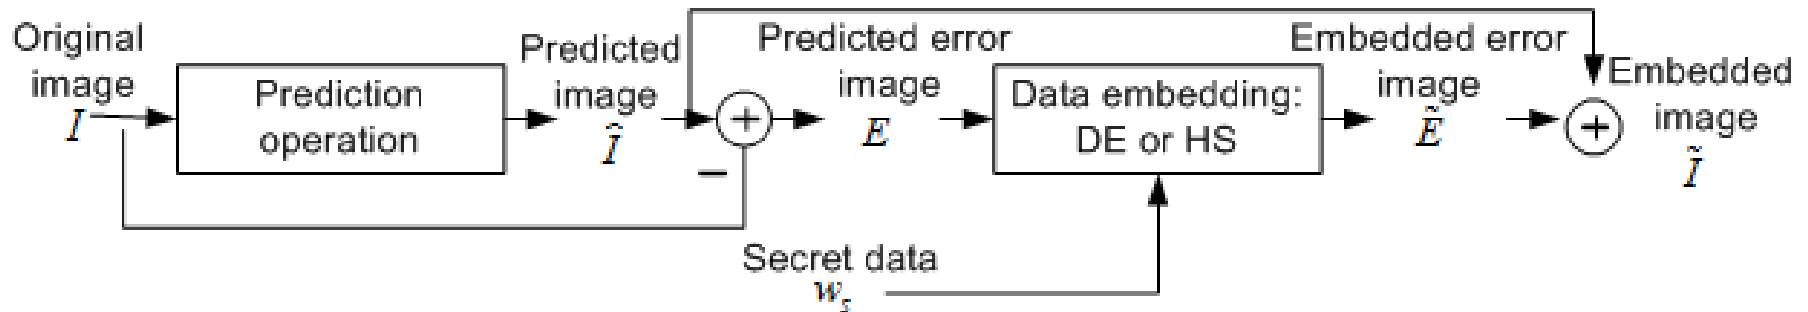 Original
image
I
Prediction
operation
Predicted
image
Î
+
−
Predicted error
image
E
Data embedding:
DE or HS
Secret data
wₛ
Embedded error
image
Ẽ
+
Embedded
image
Ĩ